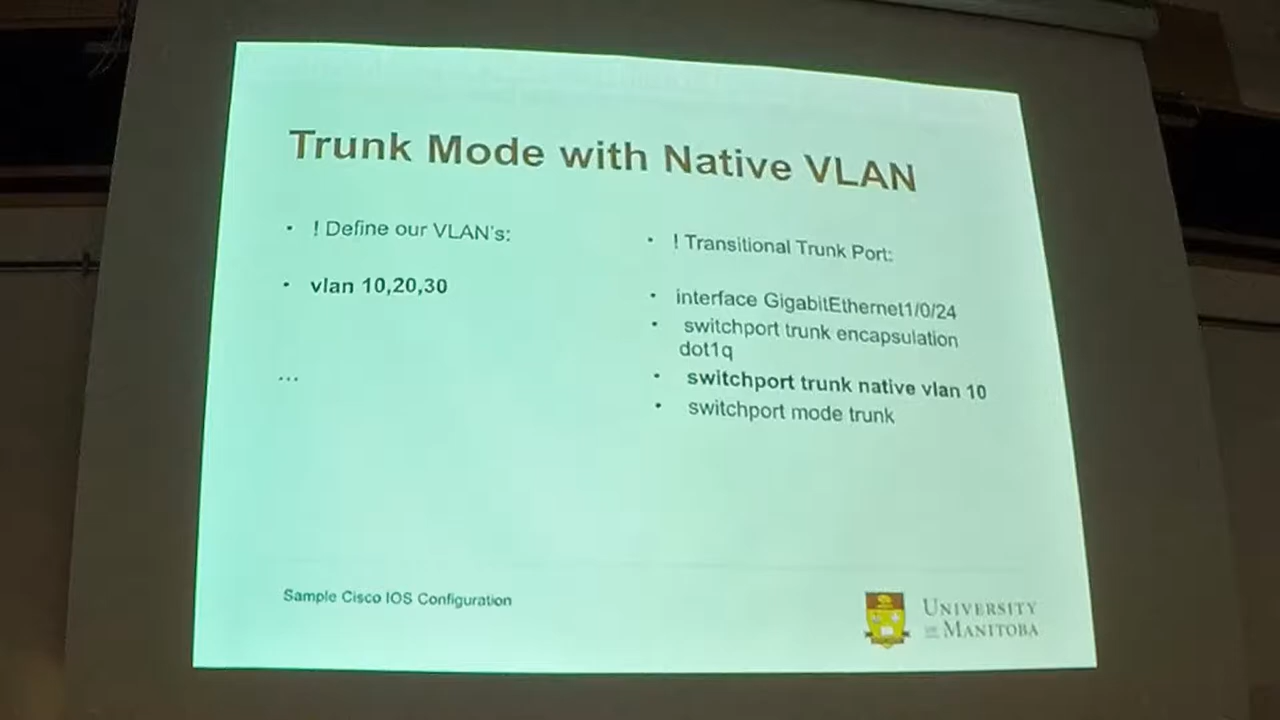 Trunk Mode with Native VLAN
• ! Define our VLAN's:
• vlan 10,20,30
...
• ! Transitional Trunk Port:
• interface GigabitEthernet1/0/24
• switchport trunk encapsulation
dot1q
• switchport trunk native vlan 10
• switchport mode trunk
Sample Cisco IOS Configuration
UNIVERSITY
OF MANITOBA